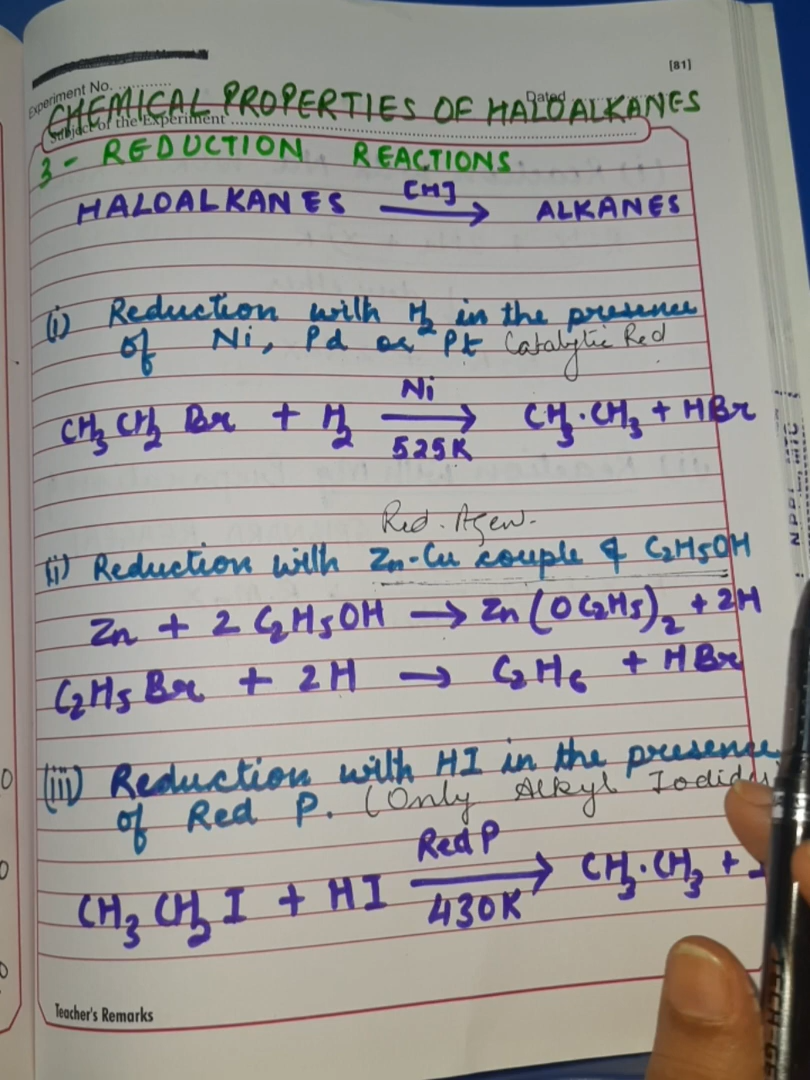 [81]
Experiment No. ............
Dated
CHEMICAL PROPERTIES OF HALOALKANES
Subject of the Experiment
3 - REDUCTION REACTIONS
HALOALKANES [H] → ALKANES
(i) Reduction with H2 in the presence
of Ni, Pd or Pt Catalytic Red
CH3 CH2 Br + H2 Ni → 525K CH3·CH3 + HBr
Red. Agen.
(i) Reduction with Zn-Cu couple & C2H5OH
Zn + 2 C2H5OH → Zn(OC2H5)2 + 2H
C2H5Br + 2H → C2H6 + HBr
(iii) Reduction with HI in the presence
of Red P. (Only Alkyl Iodides
CH3 CH2 I + HI Red P → 430K CH3·CH3 +
Teacher's Remarks